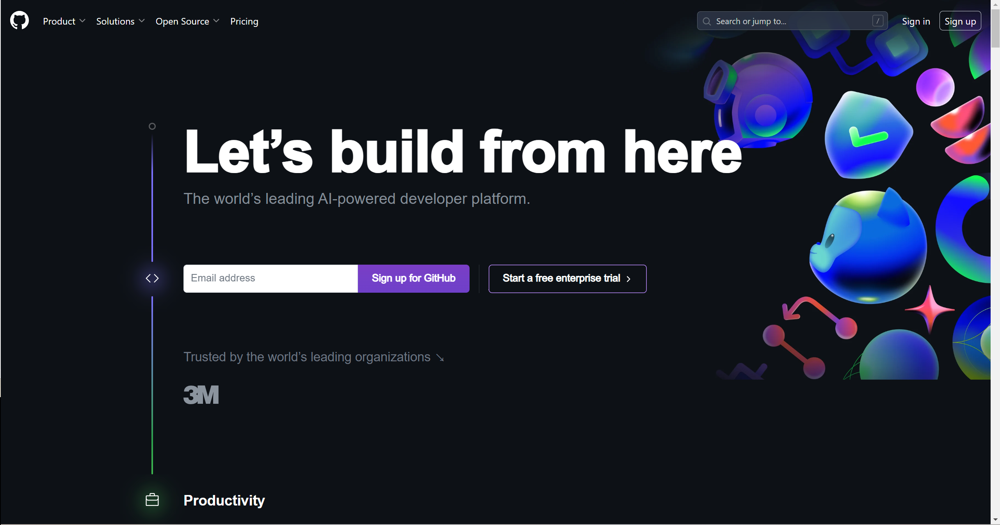 Product Solutions Open Source Pricing Search or jump to... / Sign in Sign up
Let’s build from here
The world’s leading AI-powered developer platform.
Email address Sign up for GitHub Start a free enterprise trial
Trusted by the world’s leading organizations
3M
Productivity